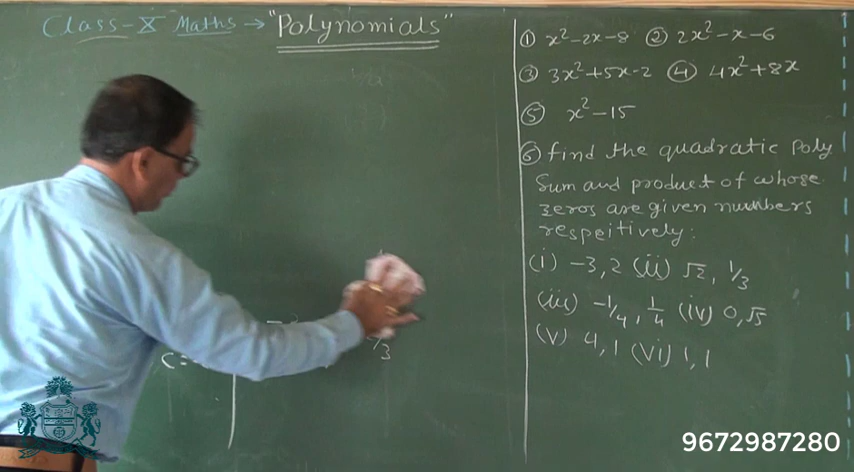 Class-X Maths → "Polynomials"
① x²-2x-8 ② 2x²-x-6
③ 3x²+5x-2 ④ 4x²+8x
⑤ x²-15
⑥ find the quadratic poly
Sum and product of whose
zeros are given numbers
respeitively:
(i) -3, 2 (ii) √2, 1/3
(iii) -1/4, 1/4 (iv) 0, √5
(v) 4, 1 (vi) 1, 1
C=
9672987280